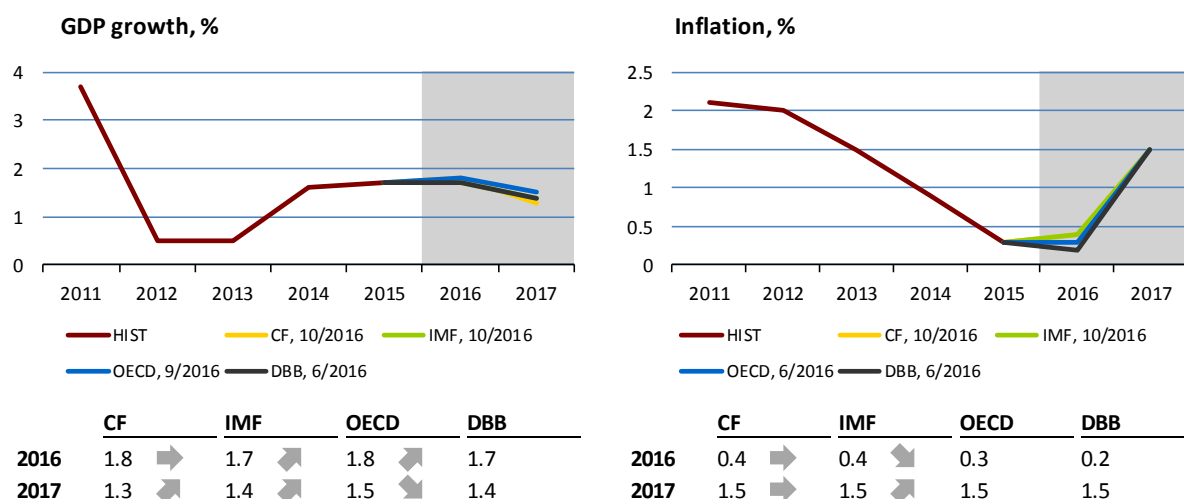 GDP growth, %
4
3
2
1
0
2011 2012 2013 2014 2015 2016 2017
HIST CF, 10/2016 IMF, 10/2016
OECD, 9/2016 DBB, 6/2016
CF IMF OECD DBB
2016 1.8 1.7 1.8 1.7
2017 1.3 1.4 1.5 1.4
Inflation, %
2.5
2
1.5
1
0.5
0
2011 2012 2013 2014 2015 2016 2017
HIST CF, 10/2016 IMF, 10/2016
OECD, 6/2016 DBB, 6/2016
CF IMF OECD DBB
2016 0.4 0.4 0.3 0.2
2017 1.5 1.5 1.5 1.5